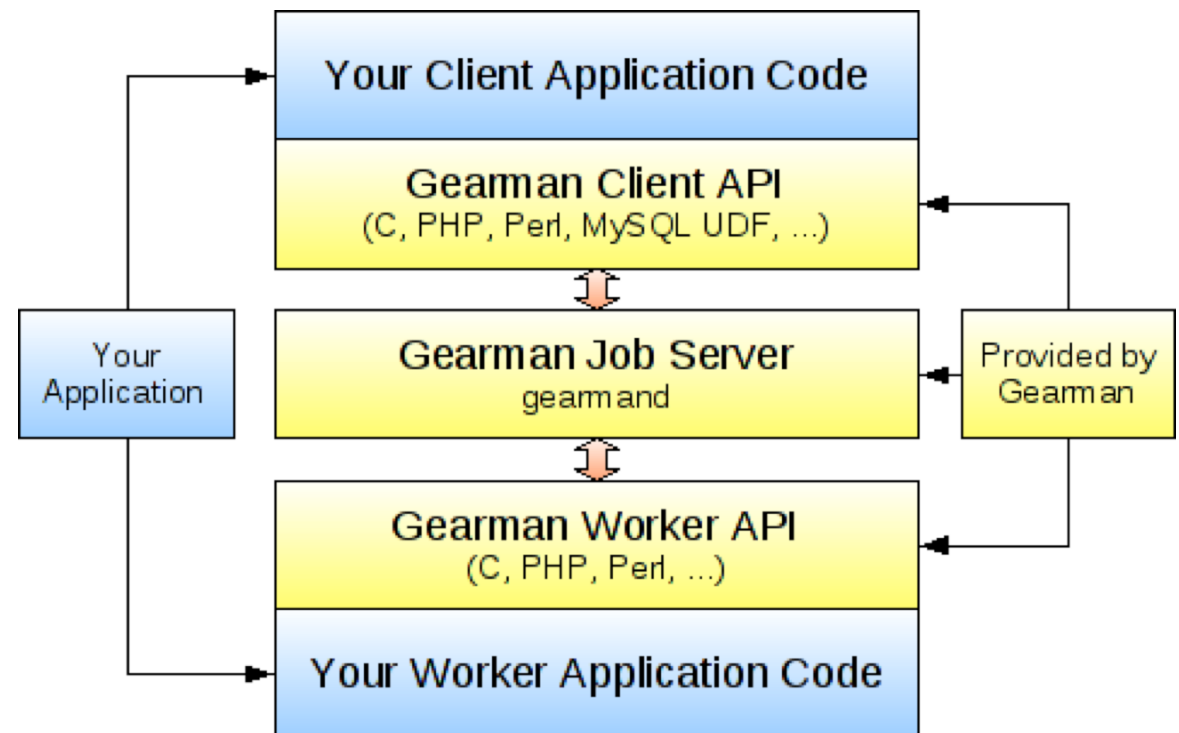 Your Client Application Code
Gearman Client API
(C, PHP, Perl, MySQL UDF, ...)
Your
Application
Gearman Job Server
gearmand
Provided by
Gearman
Gearman Worker API
(C, PHP, Perl, ...)
Your Worker Application Code